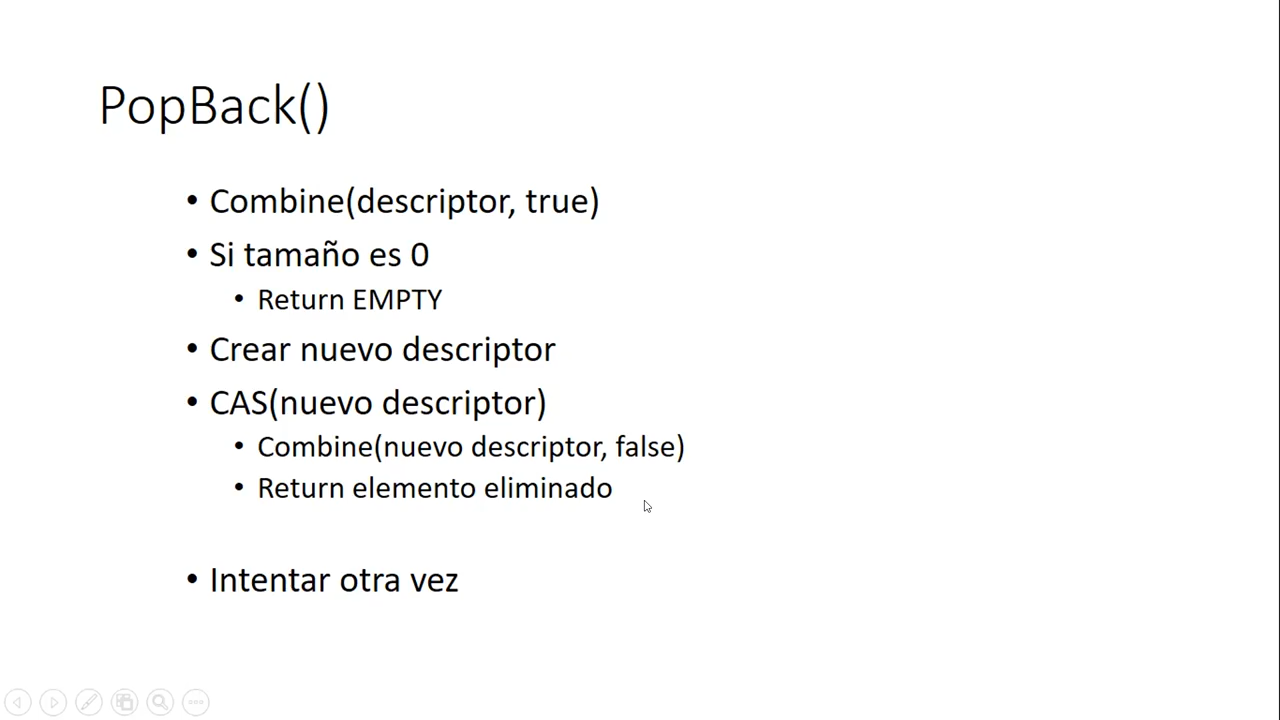 PopBack()
• Combine(descriptor, true)
• Si tamaño es 0
• Return EMPTY
• Crear nuevo descriptor
• CAS(nuevo descriptor)
• Combine(nuevo descriptor, false)
• Return elemento eliminado
• Intentar otra vez